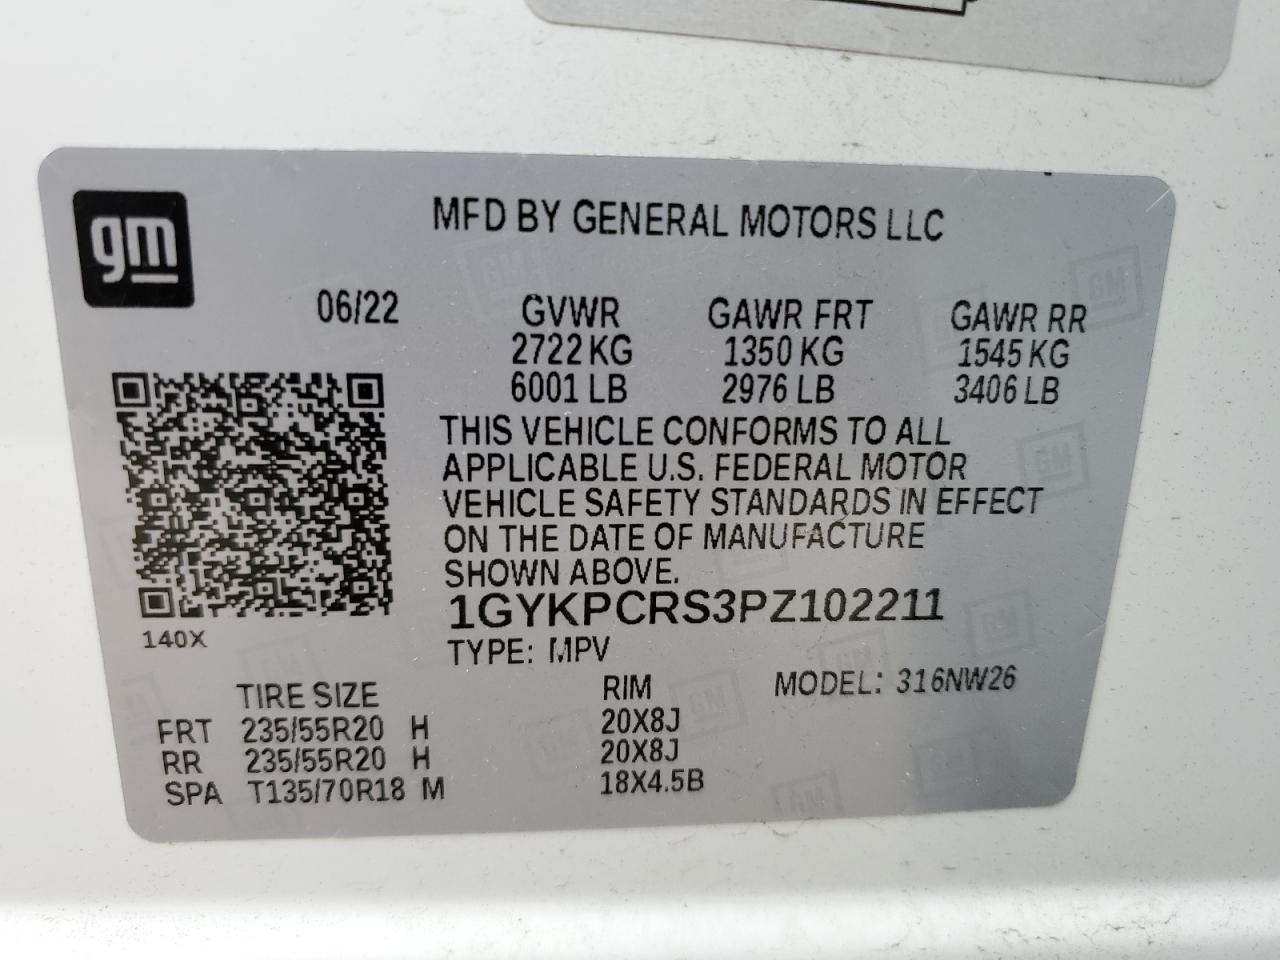 gm
MFD BY GENERAL MOTORS LLC
06/22 GVWR GAWR FRT GAWR RR
2722 KG 1350 KG 1545 KG
6001 LB 2976 LB 3406 LB
THIS VEHICLE CONFORMS TO ALL
APPLICABLE U.S. FEDERAL MOTOR
VEHICLE SAFETY STANDARDS IN EFFECT
ON THE DATE OF MANUFACTURE
SHOWN ABOVE.
1GYKPCRS3PZ102211
140X
TYPE: MPV
TIRE SIZE RIM MODEL: 316NW26
FRT 235/55R20 H 20X8J
RR 235/55R20 H 20X8J
SPA T135/70R18 M 18X4.5B